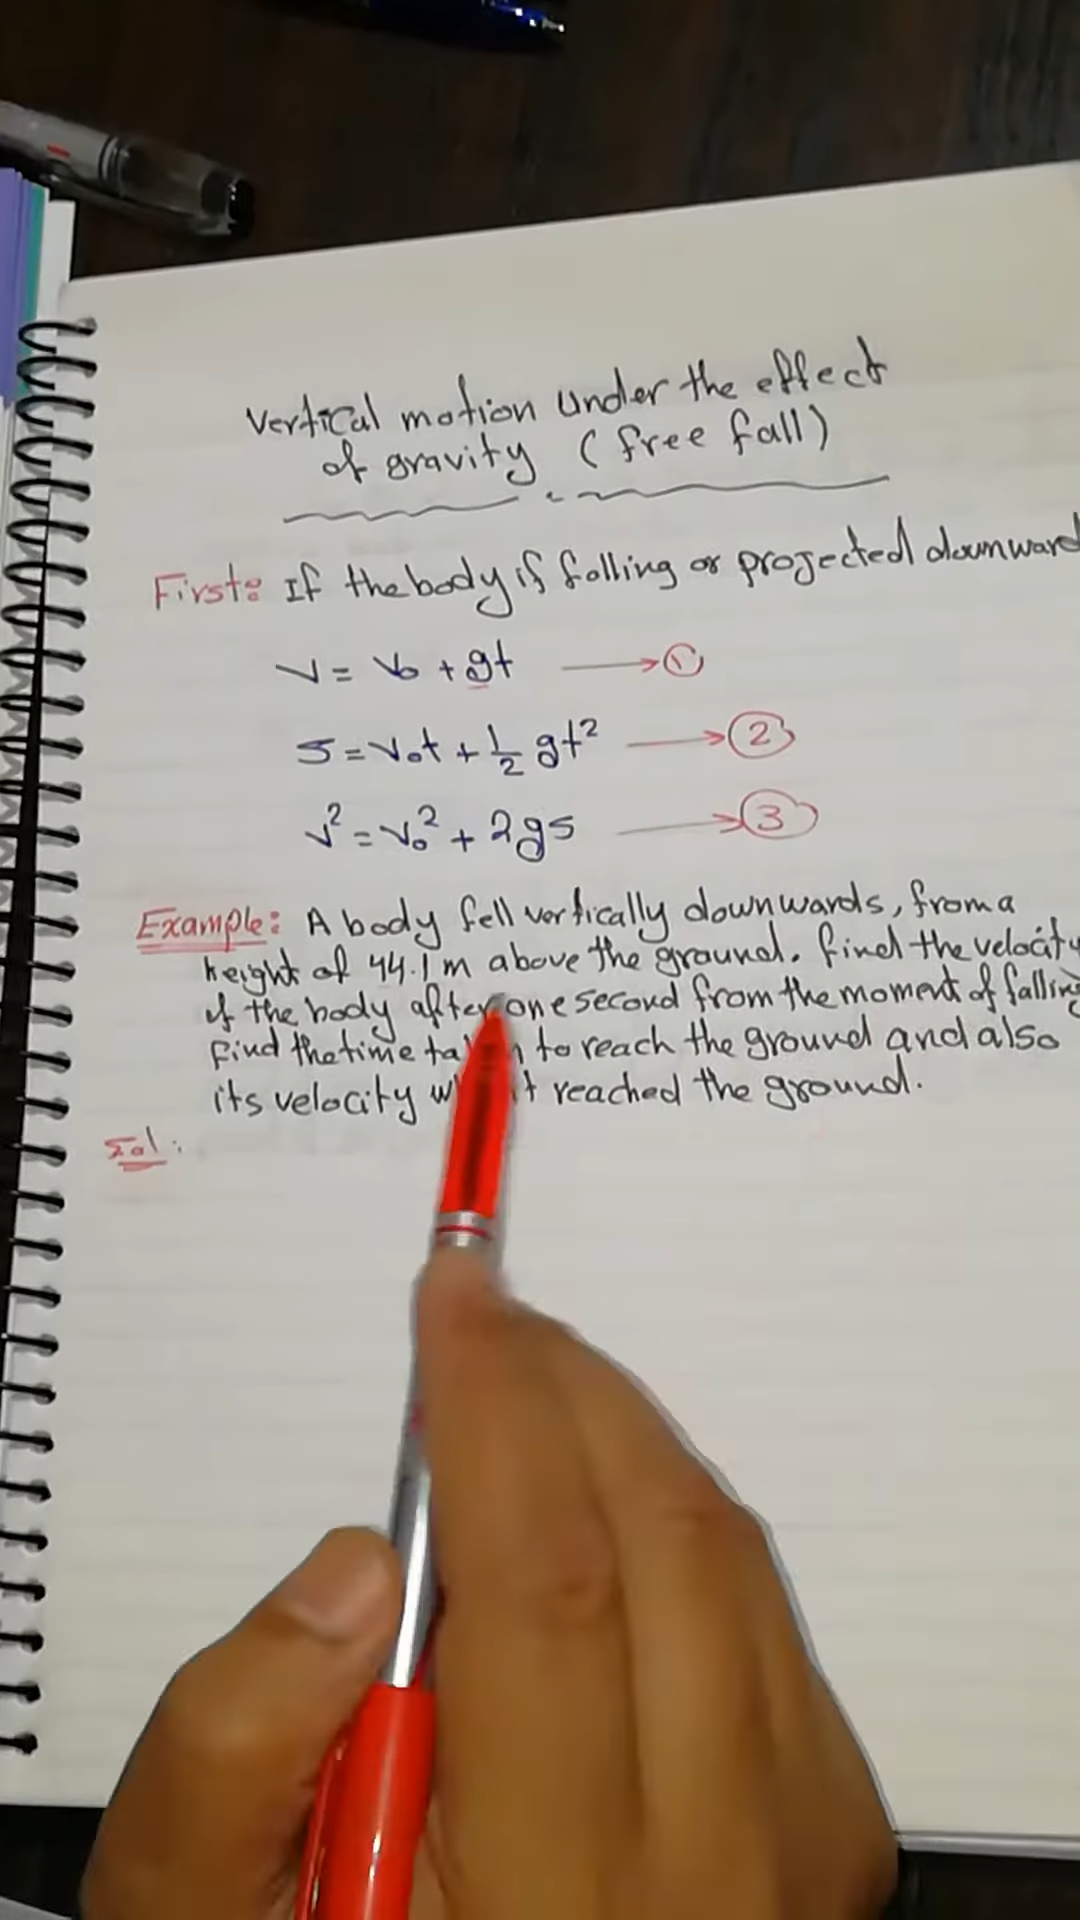 Vertical motion under the effect
of gravity (free fall)
First: If the body if falling or projected downward
v = v₀ + gt → ①
s = v₀t + ½ gt² → ②
v² = v₀² + 2gs → ③
Example: A body fell vertically downwards, from a
height of 44.1 m above the ground. find the velocity
of the body after one second from the moment of falling
find the time to reach the ground and also
its velocity it reached the ground.
Sol: